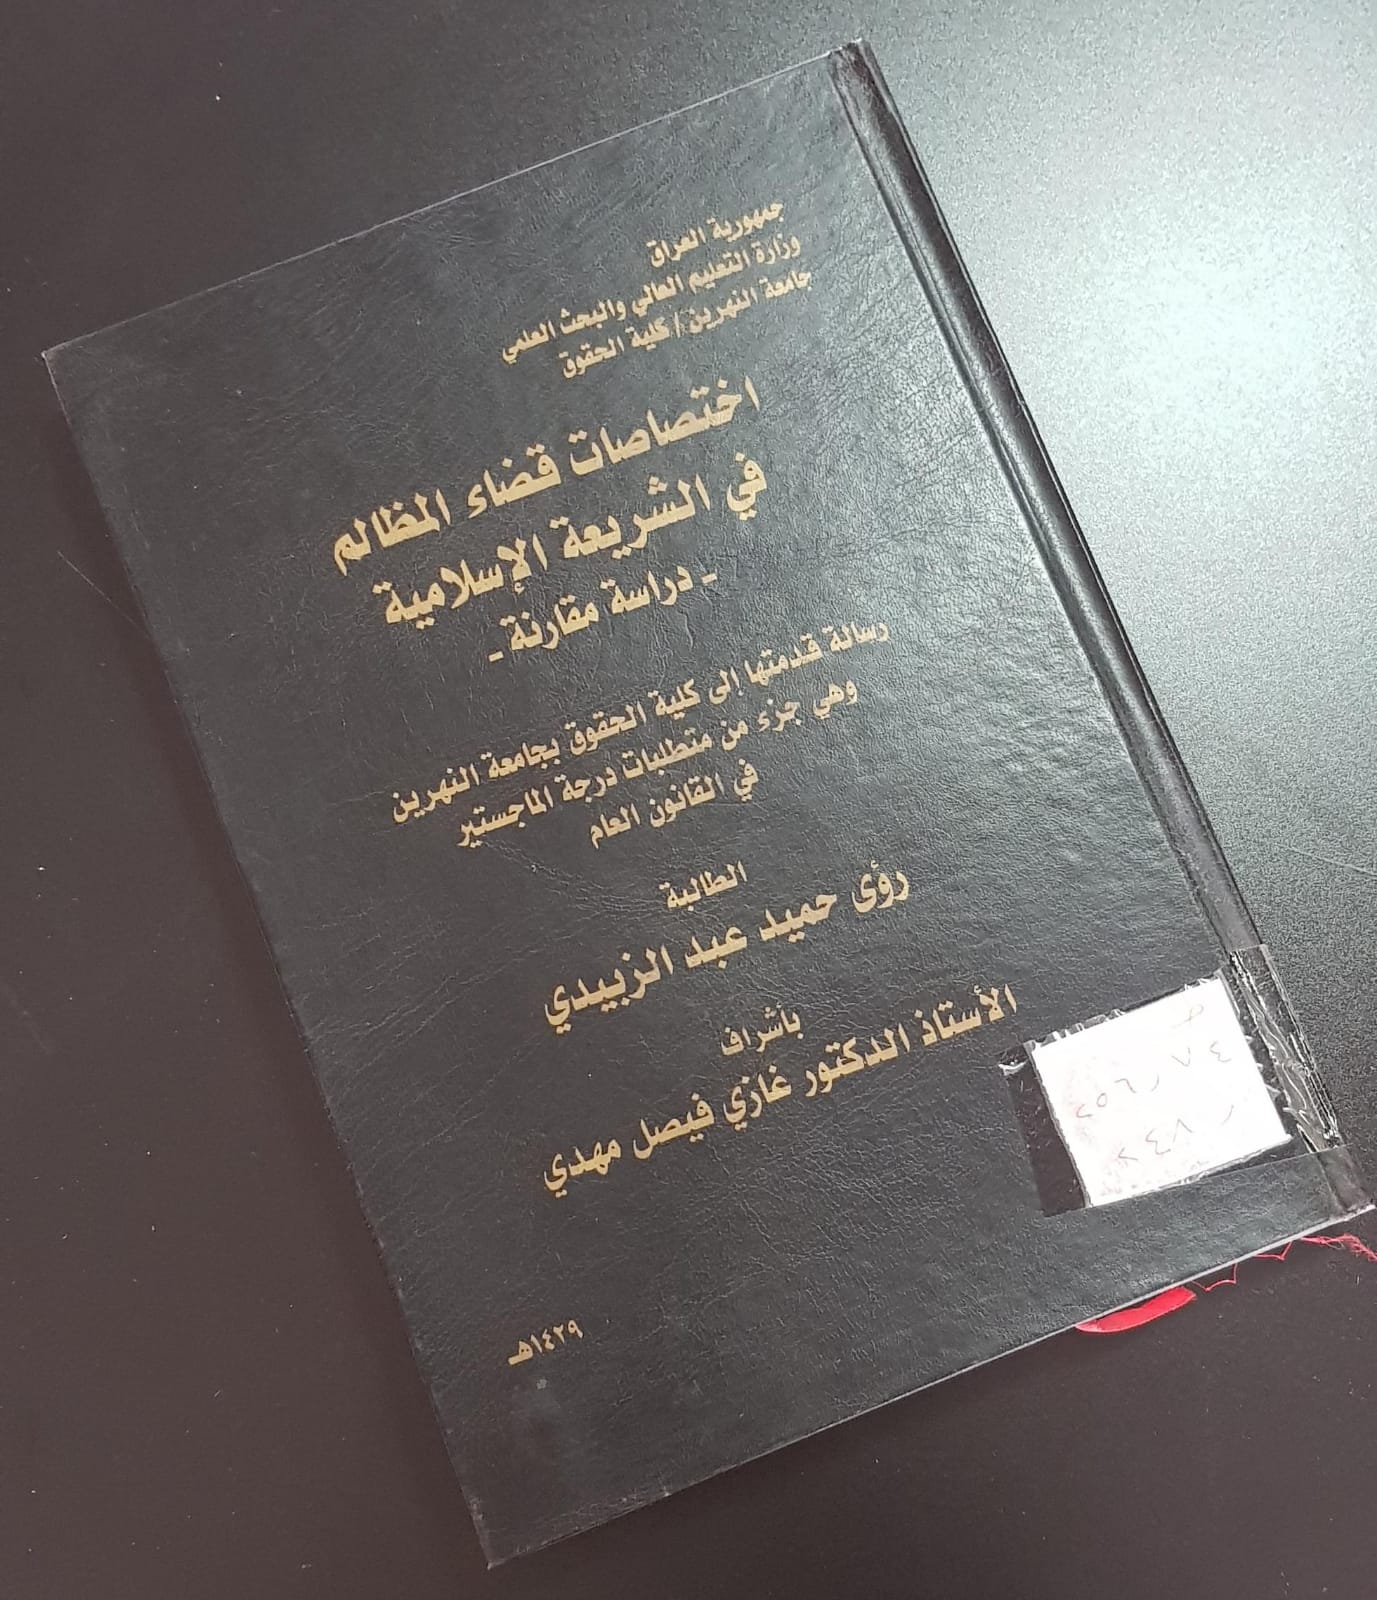 جمهورية العراق
وزارة التعليم العالي والبحث العلمي
جامعة النهرين / كلية الحقوق
اختصاصات قضاء المظالم
في الشريعة الإسلامية
- دراسة مقارنة -
رسالة قدمتها إلى كلية الحقوق بجامعة النهرين
وهي جزء من متطلبات درجة الماجستير
في القانون العام
الطالبة
رؤى حميد عبد الزبيدي
بأشراف
الأستاذ الدكتور غازي فيصل مهدي
١٤٢٩هـ